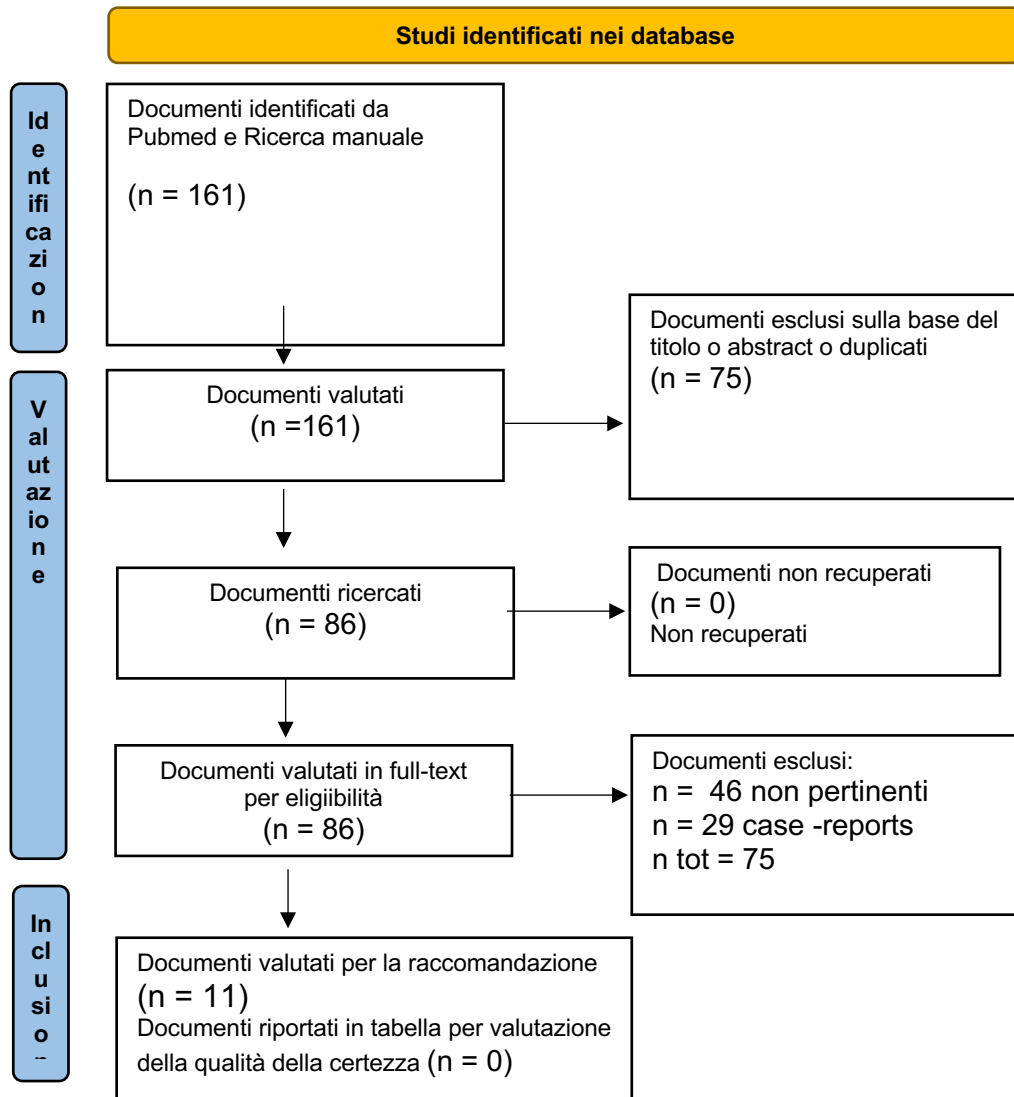 Studi identificati nei database
Id
e
nt
ifi
ca
zi
o
n
Documenti identificati da
Pubmed e Ricerca manuale
(n = 161)
Documenti esclusi sulla base del
titolo o abstract o duplicati
(n = 75)
V
al
ut
az
io
n
e
Documenti valutati
(n =161)
Documentti ricercati
(n = 86)
Documenti non recuperati
(n = 0)
Non recuperati
Documenti valutati in full-text
per eligiibilità
(n = 86)
Documenti esclusi:
n = 46 non pertinenti
n = 29 case -reports
n tot = 75
In
cl
u
si
o
Documenti valutati per la raccomandazione
(n = 11)
Documenti riportati in tabella per valutazione
della qualità della certezza (n = 0)